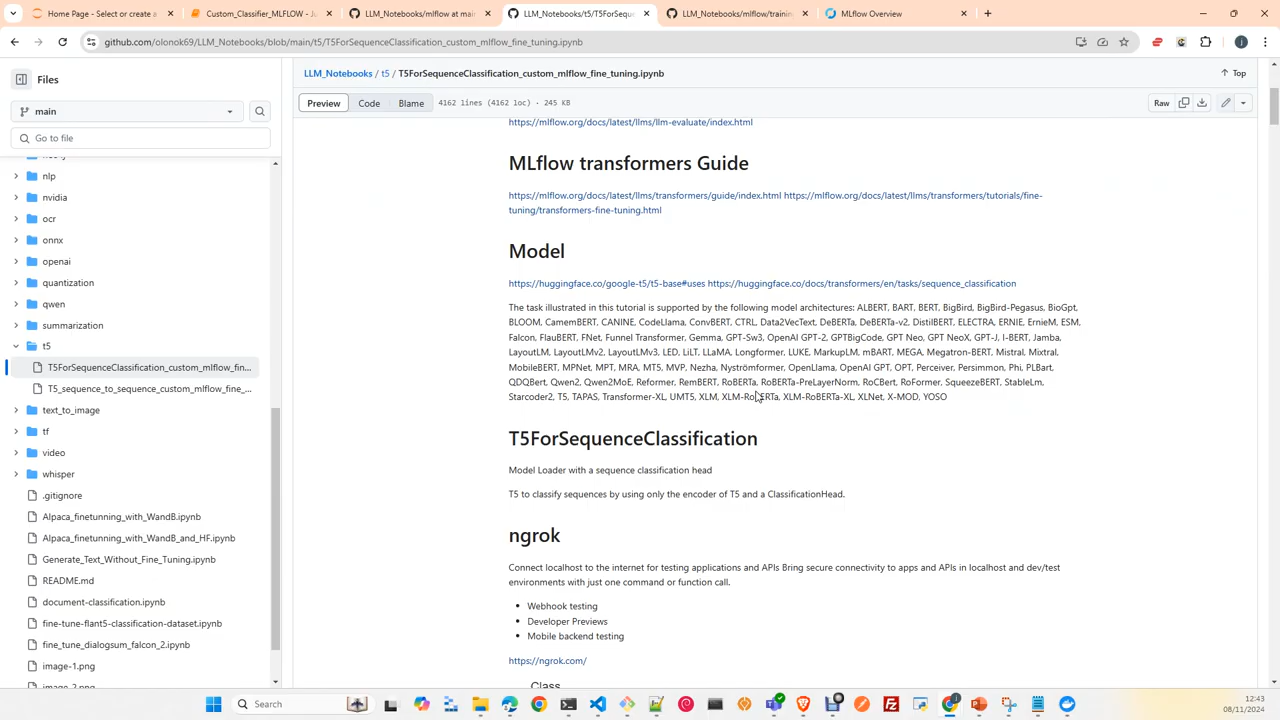 Home Page - Select or create a
Custom_Classifier_MLFLOW - Ju
LLM_Notebooks/mlflow at main
LLM_Notebooks/t5/T5ForSeque
LLM_Notebooks/mlflow/training
MLflow Overview
github.com/olonok69/LLM_Notebooks/blob/main/t5/T5ForSequenceClassification_custom_mlflow_fine_tuning.ipynb
Files
main
Go to file
nlp
nvidia
ocr
onnx
openai
quantization
qwen
summarization
t5
T5ForSequenceClassification_custom_mlflow_fin...
T5_sequence_to_sequence_custom_mlflow_fine_...
text_to_image
tf
video
whisper
.gitignore
Alpaca_finetunning_with_WandB.ipynb
Alpaca_finetunning_with_WandB_and_HF.ipynb
Generate_Text_Without_Fine_Tuning.ipynb
README.md
document-classification.ipynb
fine-tune-flant5-classification-dataset.ipynb
fine_tune_dialogsum_falcon_2.ipynb
image-1.png
image-2.png
LLM_Notebooks / t5 / T5ForSequenceClassification_custom_mlflow_fine_tuning.ipynb
Top
Preview Code Blame 4162 lines (4162 loc) · 245 KB
Raw
https://mlflow.org/docs/latest/llms/llm-evaluate/index.html
MLflow transformers Guide
https://mlflow.org/docs/latest/llms/transformers/guide/index.html https://mlflow.org/docs/latest/llms/transformers/tutorials/fine-
tuning/transformers-fine-tuning.html
Model
https://huggingface.co/google-t5/t5-base#uses https://huggingface.co/docs/transformers/en/tasks/sequence_classification
The task illustrated in this tutorial is supported by the following model architectures: ALBERT, BART, BERT, BigBird, BigBird-Pegasus, BioGpt,
BLOOM, CamemBERT, CANINE, CodeLlama, ConvBERT, CTRL, Data2VecText, DeBERTa, DeBERTa-v2, DistilBERT, ELECTRA, ERNIE, ErnieM, ESM,
Falcon, FlauBERT, FNet, Funnel Transformer, Gemma, GPT-Sw3, OpenAI GPT-2, GPTBigCode, GPT Neo, GPT NeoX, GPT-J, I-BERT, Jamba,
LayoutLM, LayoutLMv2, LayoutLMv3, LED, LiLT, LLaMA, Longformer, LUKE, MarkupLM, mBART, MEGA, Megatron-BERT, Mistral, Mixtral,
MobileBERT, MPNet, MPT, MRA, MT5, MVP, Nezha, Nyströmformer, OpenLlama, OpenAI GPT, OPT, Perceiver, Persimmon, Phi, PLBart,
QDQBert, Qwen2, Qwen2MoE, Reformer, RemBERT, RoBERTa, RoBERTa-PreLayerNorm, RoCBert, RoFormer, SqueezeBERT, StableLm,
Starcoder2, T5, TAPAS, Transformer-XL, UMT5, XLM, XLM-RoBERTa, XLM-RoBERTa-XL, XLNet, X-MOD, YOSO
T5ForSequenceClassification
Model Loader with a sequence classification head
T5 to classify sequences by using only the encoder of T5 and a ClassificationHead.
ngrok
Connect localhost to the internet for testing applications and APIs Bring secure connectivity to apps and APIs in localhost and dev/test
environments with just one command or function call.
Webhook testing
Developer Previews
Mobile backend testing
https://ngrok.com/
Class
Search
12:43
08/11/2024